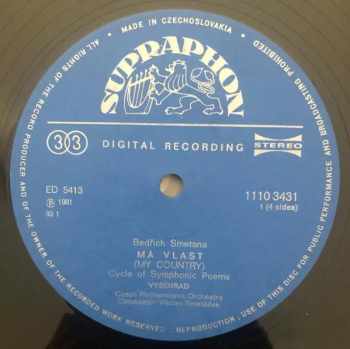 MADE IN CZECHOSLOVAKIA
ALL RIGHTS OF THE RECORD PRODUCER AND OF THE OWNER OF THE RECORDED WORK RESERVED. REPRODUCTION, USE OF THIS DISC FOR PUBLIC PERFORMANCE AND BROADCASTING PROHIBITED
SUPRAPHON
33 DIGITAL RECORDING STEREO
ED 5413
1110 3431
Ⓟ 1981
1 (4 sides)
Bedřich Smetana
MÁ VLAST
(MY COUNTRY)
Cycle of Symphonic Poems
VYŠEHRAD
Czech Philharmonic Orchestra
Conductor: Václav Smetáček